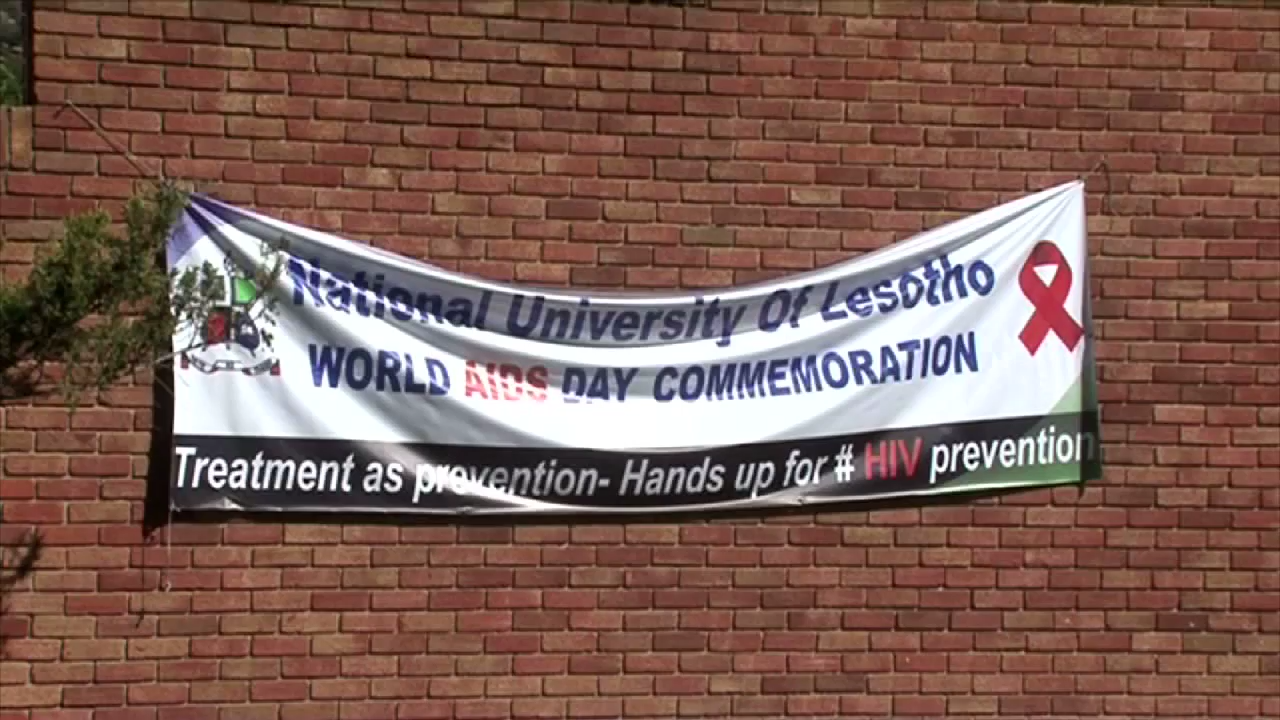 National University Of Lesotho
WORLD AIDS DAY COMMEMORATION
Treatment as prevention- Hands up for # HIV prevention